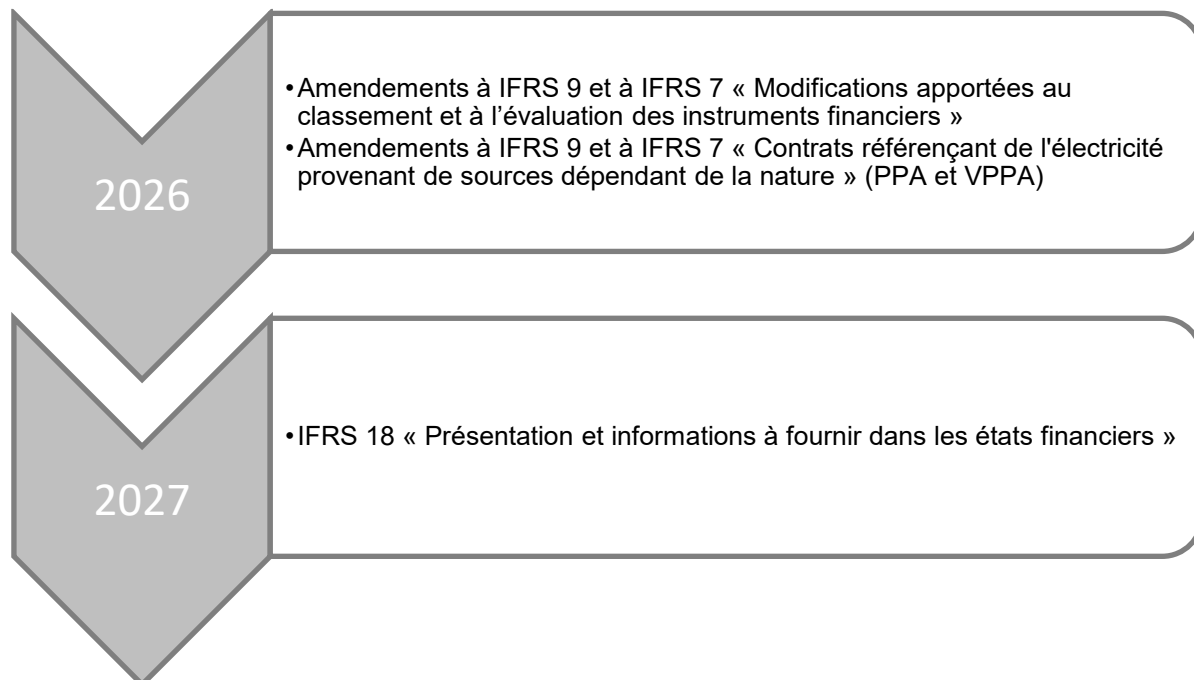 2026
•Amendements à IFRS 9 et à IFRS 7 « Modifications apportées au
classement et à l’évaluation des instruments financiers »
•Amendements à IFRS 9 et à IFRS 7 « Contrats référençant de l'électricité
provenant de sources dépendant de la nature » (PPA et VPPA)
2027
•IFRS 18 « Présentation et informations à fournir dans les états financiers »